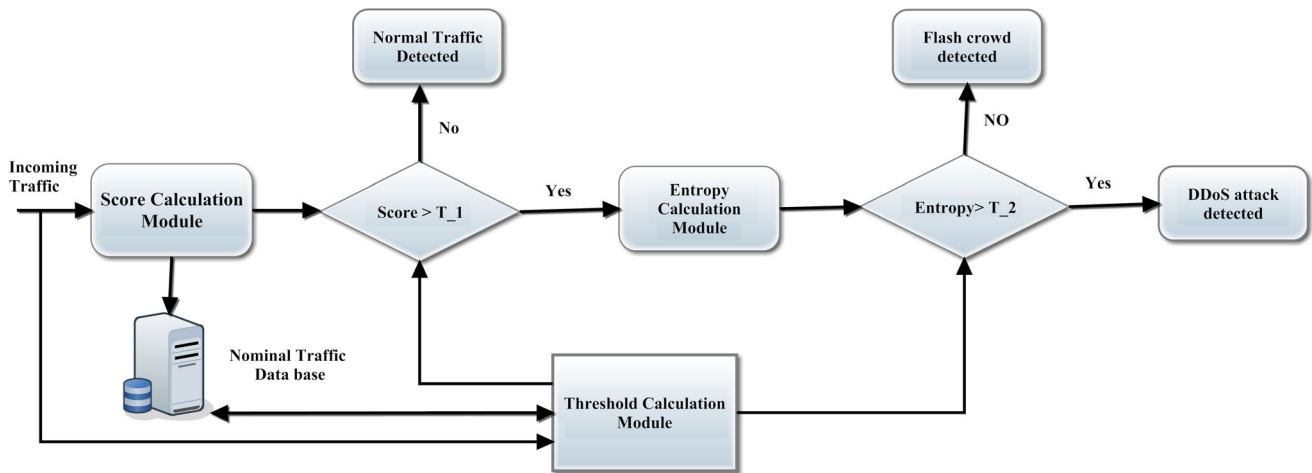 Normal Traffic
Detected
Flash crowd
detected
No
NO
Incoming
Traffic
Score Calculation
Module
Score > T_1
Yes
Entropy
Calculation
Module
Entropy> T_2
Yes
DDoS attack
detected
Nominal Traffic
Data base
Threshold Calculation
Module